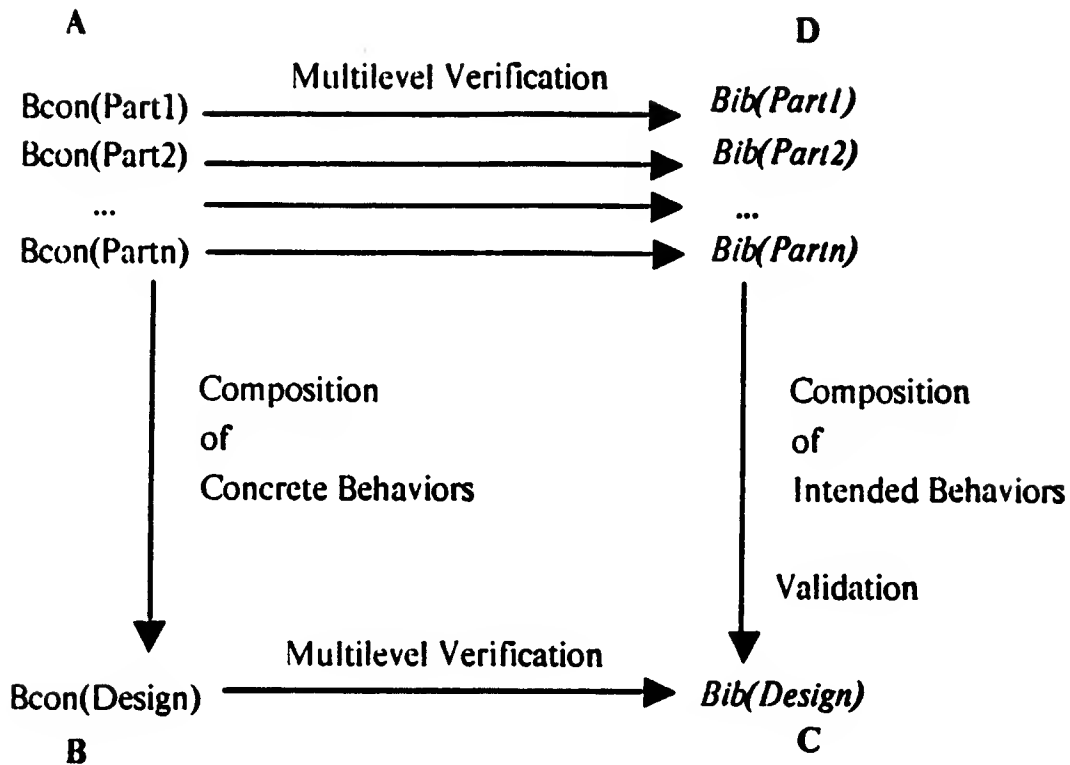 A
D
Multilevel Verification
Bcon(Part1)
Bib(Part1)
Bcon(Part2)
Bib(Part2)
...
...
Bcon(Partn)
Bib(Partn)
Composition
of
Concrete Behaviors
Composition
of
Intended Behaviors
Validation
Multilevel Verification
Bcon(Design)
Bib(Design)
B
C